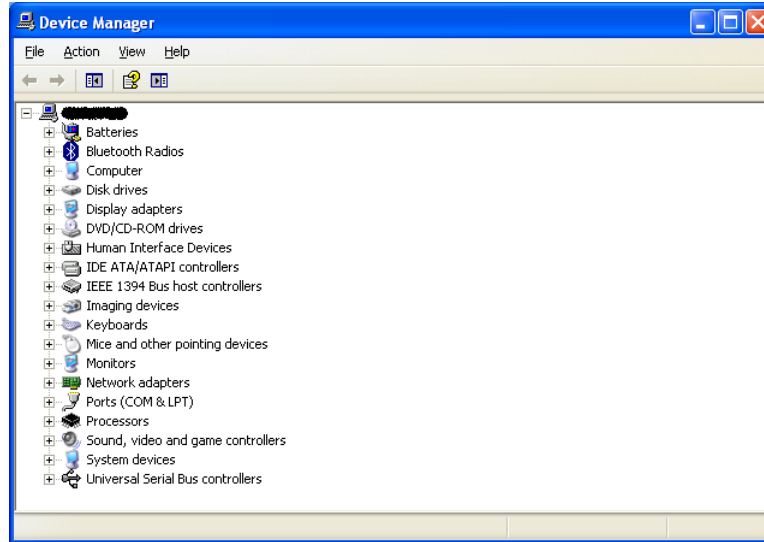 Device Manager
File Action View Help
Batteries
Bluetooth Radios
Computer
Disk drives
Display adapters
DVD/CD-ROM drives
Human Interface Devices
IDE ATA/ATAPI controllers
IEEE 1394 Bus host controllers
Imaging devices
Keyboards
Mice and other pointing devices
Monitors
Network adapters
Ports (COM & LPT)
Processors
Sound, video and game controllers
System devices
Universal Serial Bus controllers